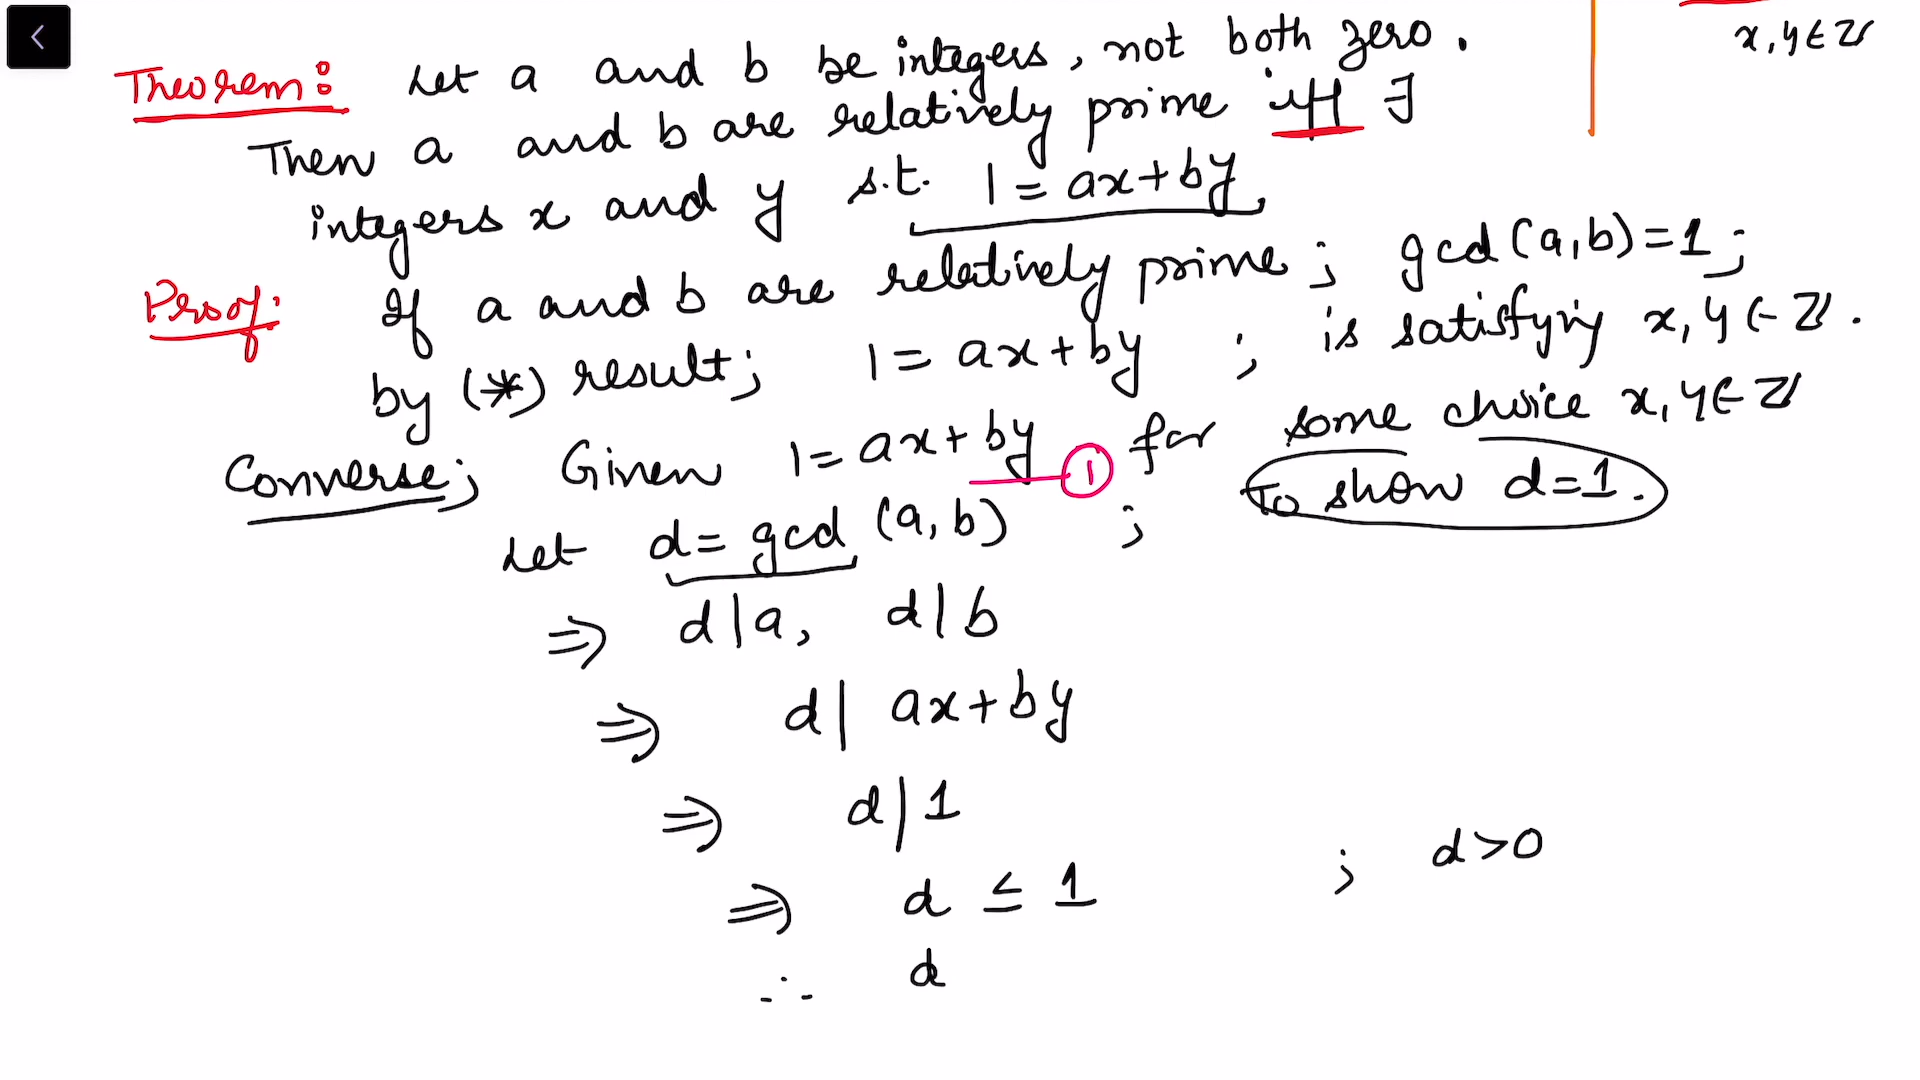 x, y ∈ ℤ
Theorem: Let a and b be integers, not both zero.
Then a and b are relatively prime iff ∃
integers x and y s.t. 1 = ax+by
Proof: If a and b are relatively prime; gcd(a,b)=1;
by (*) result; 1 = ax+by ; is satisfying x, y ∈ ℤ.
Converse; Given 1 = ax+by ① for some choice x, y ∈ ℤ
To show d=1.
Let d = gcd (a, b) ;
⇒ d|a, d|b
⇒ d| ax+by
⇒ d|1
⇒ d ≤ 1 ; d>0
∴ d